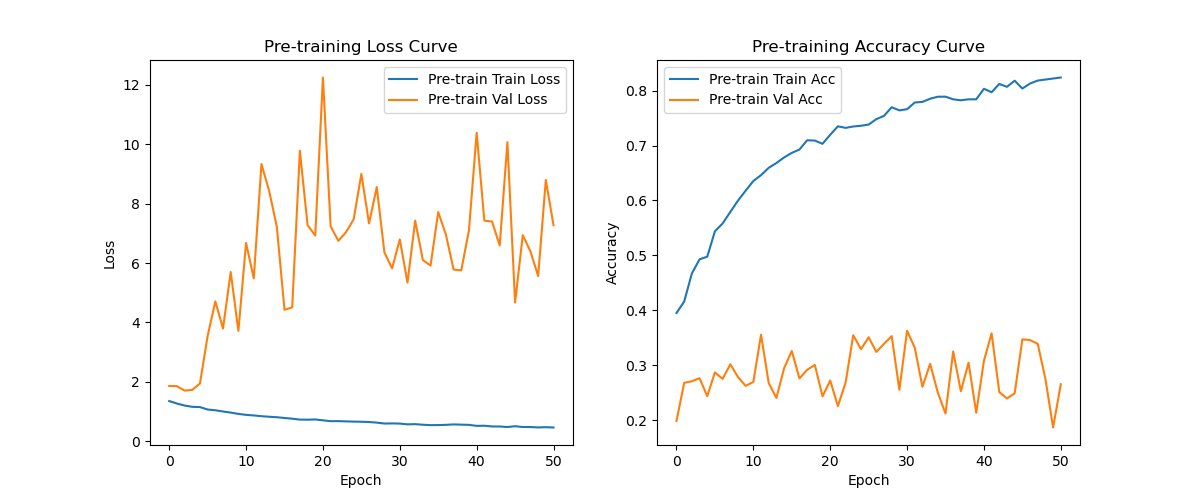 Pre-training Loss Curve
Loss
12
10
8
6
4
2
0
Pre-train Train Loss
Pre-train Val Loss
0 10 20 30 40 50
Epoch
Pre-training Accuracy Curve
Accuracy
0.8
0.7
0.6
0.5
0.4
0.3
0.2
Pre-train Train Acc
Pre-train Val Acc
0 10 20 30 40 50
Epoch